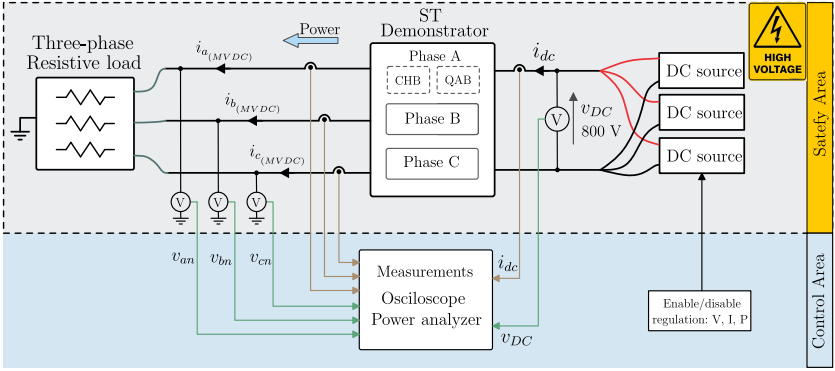 Three-phase
Resistive load
i_a(MVDC)
i_b(MVDC)
i_c(MVDC)
Power
ST
Demonstrator
Phase A
CHB
QAB
Phase B
Phase C
i_dc
V
v_DC
800 V
DC source
DC source
DC source
HIGH
VOLTAGE
Satefy Area
V
V
V
v_an
v_bn
v_cn
Measurements
Osciloscope
Power analyzer
i_dc
v_DC
Enable/disable
regulation: V, I, P
Control Area